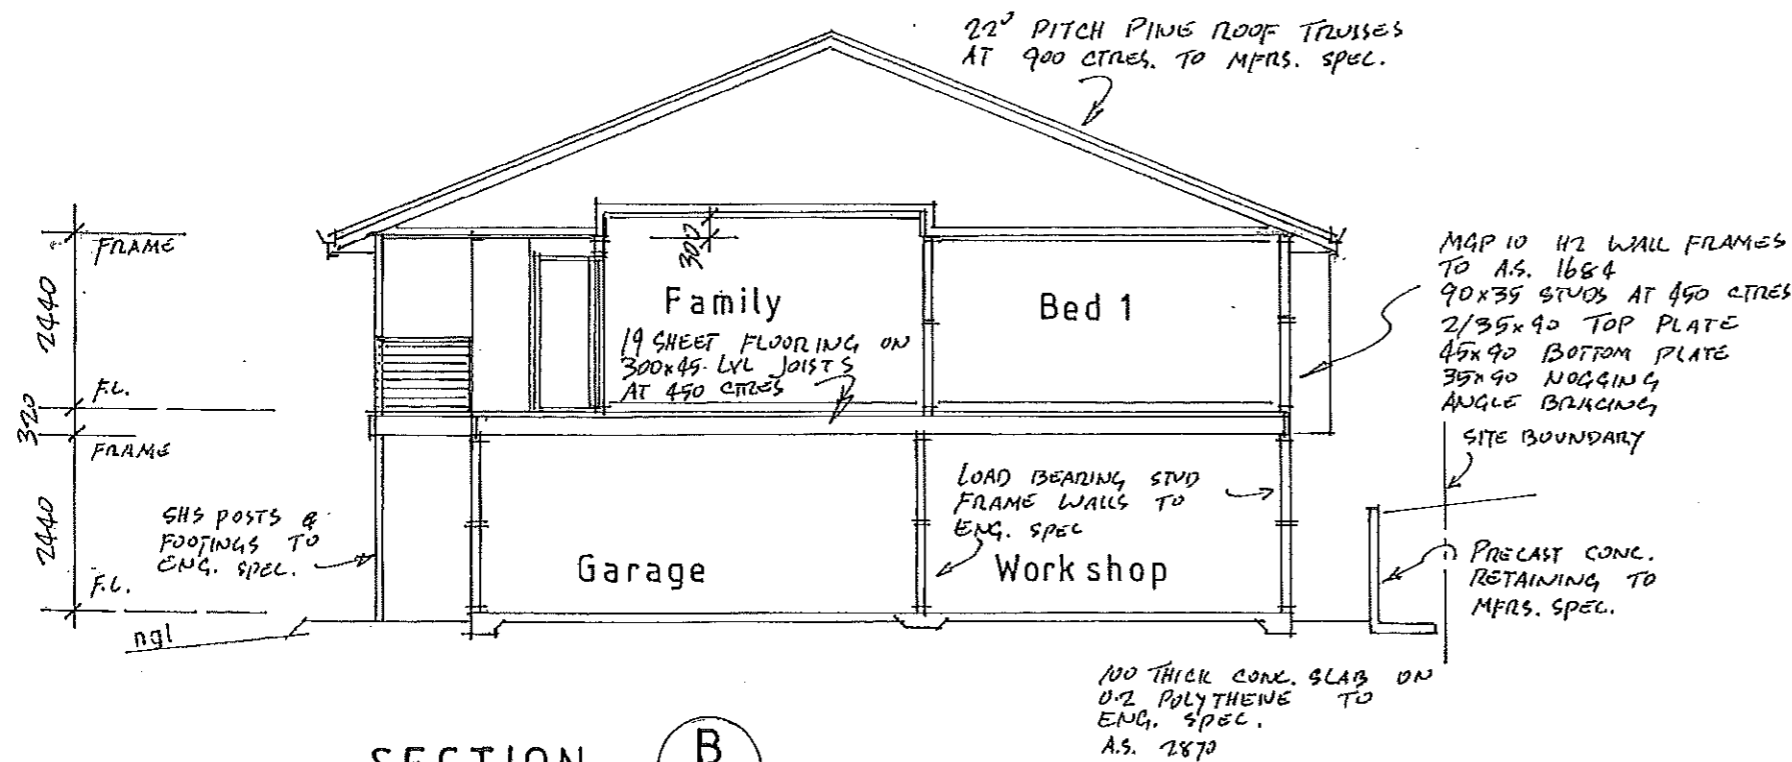 22° PITCH PINE ROOF TRUSSES
AT 900 CTRES. TO MFRS. SPEC.
FRAME
2440
F.L.
320
FRAME
2440
F.L.
ngl
300
Family
Bed 1
19 SHEET FLOORING ON
300x45 LVL JOISTS
AT 450 CTRES
MGP 10 H2 WALL FRAMES
TO A.S. 1684
90x35 STUDS AT 450 CTRES
2/35x90 TOP PLATE
45x90 BOTTOM PLATE
35x90 NOGGING
ANGLE BRACING
SITE BOUNDARY
SHS POSTS &
FOOTINGS TO
ENG. SPEC.
LOAD BEARING STUD
FRAME WALLS TO
ENG. SPEC
Garage
Workshop
PRECAST CONC.
RETAINING TO
MFRS. SPEC.
100 THICK CONC. SLAB ON
0.2 POLYTHENE TO
ENG. SPEC.
A.S. 2870
SECTION B